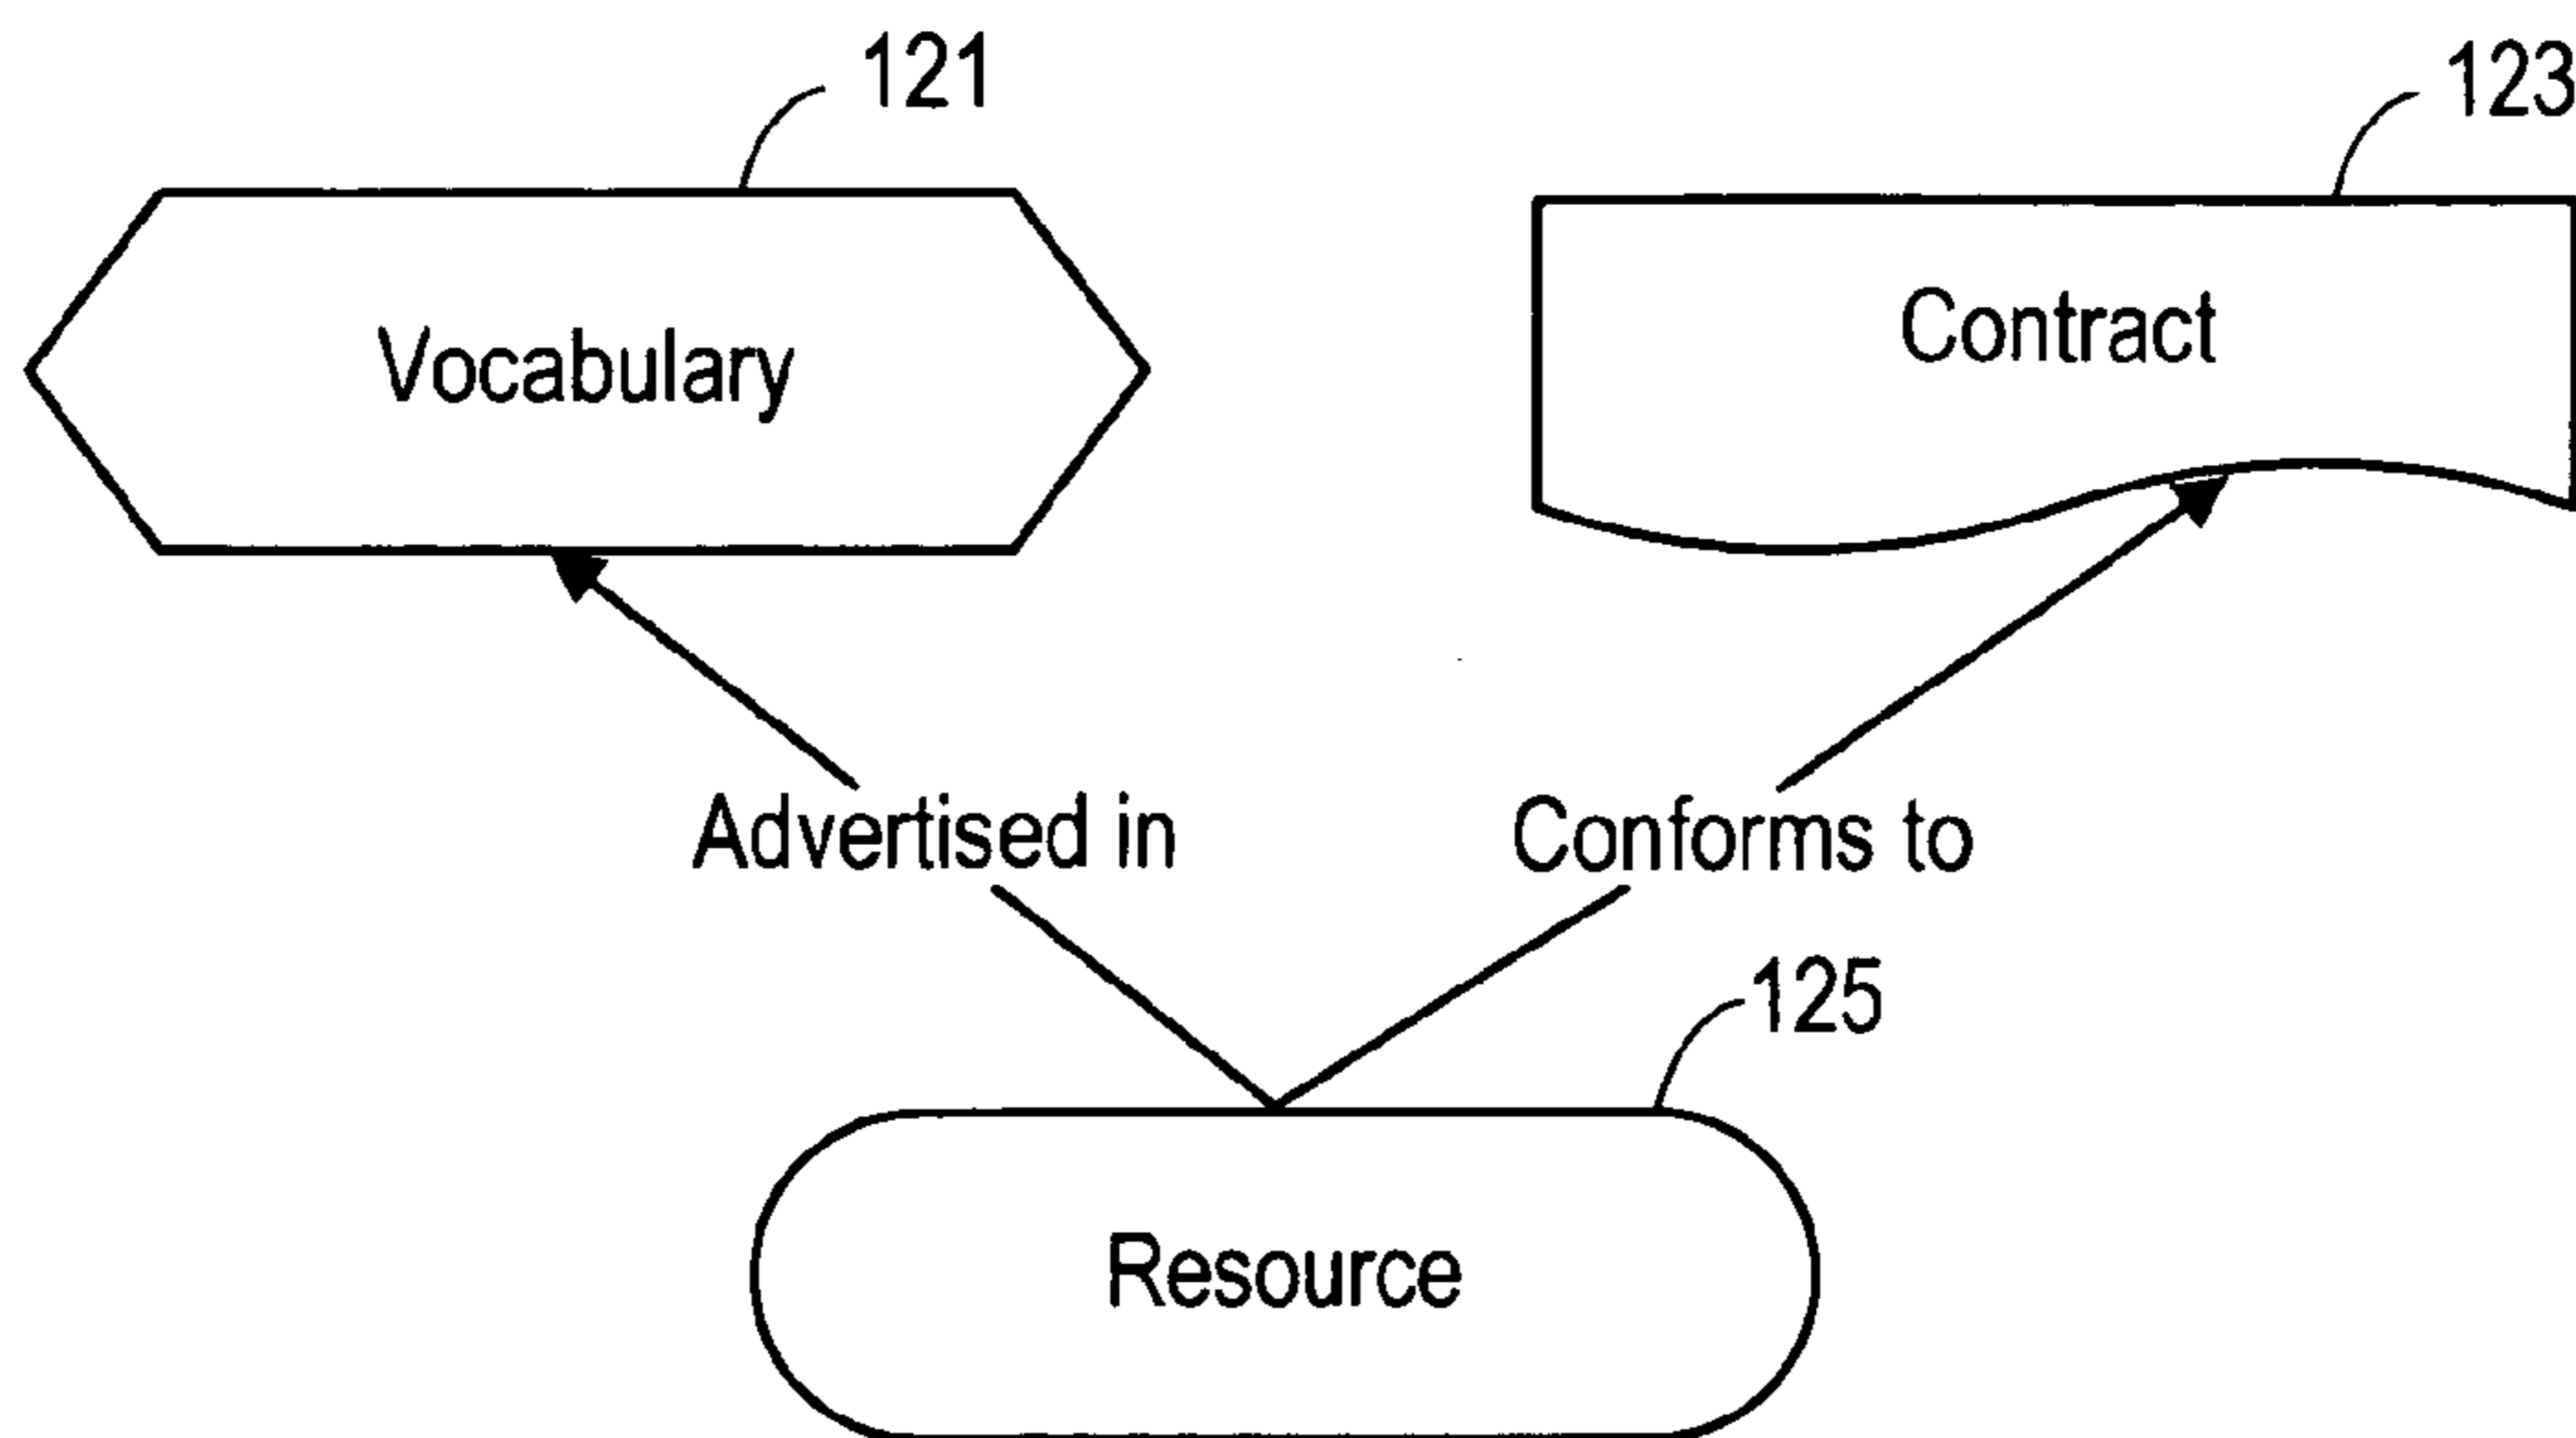 121
123
Vocabulary
Contract
Advertised in
Conforms to
125
Resource